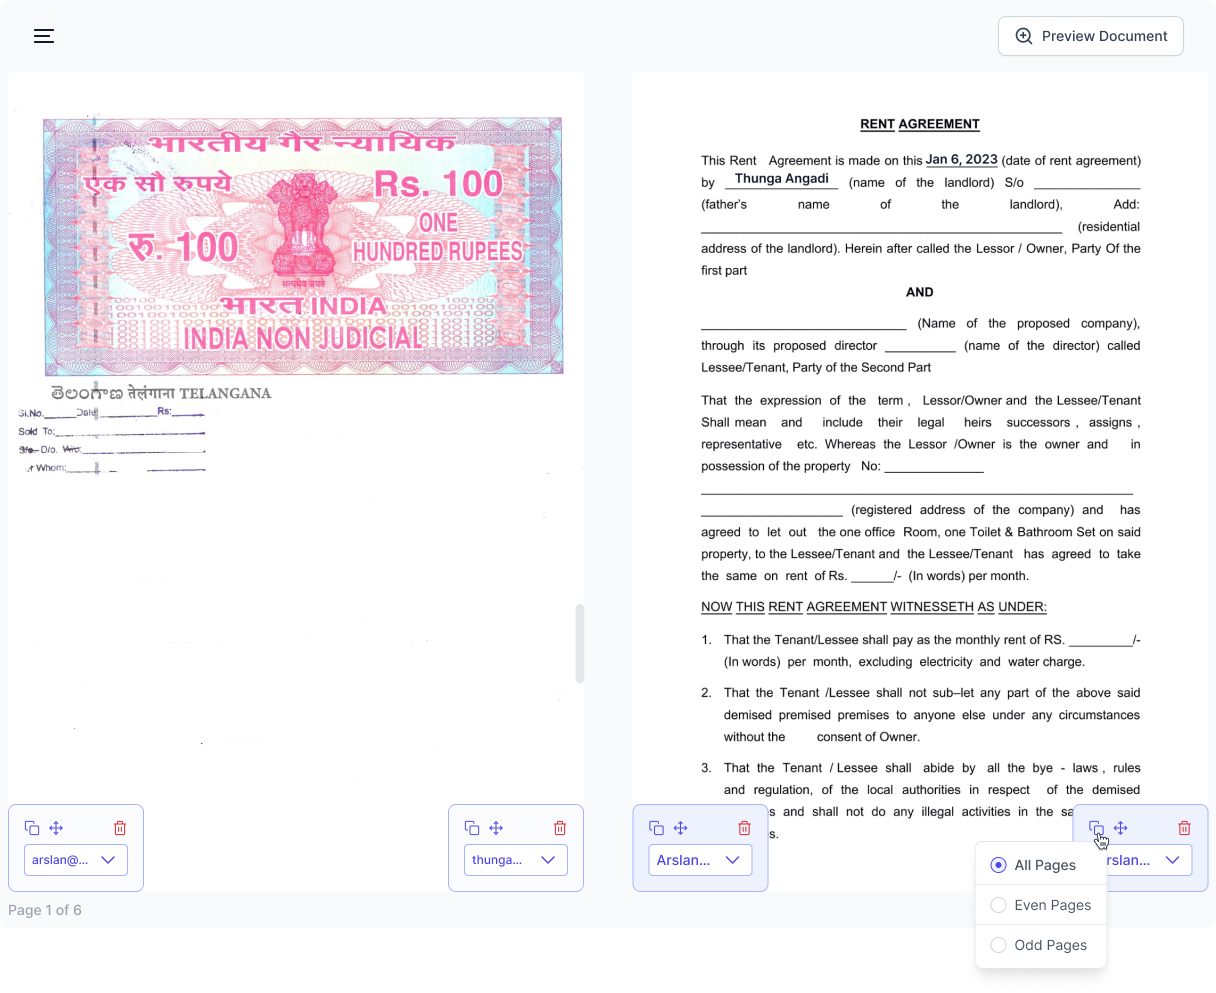 Preview Document
भारतीय गैर न्यायिक
एक सौ रुपये
Rs. 100
रु. 100
ONE
HUNDRED RUPEES
सत्यमेव जयते
भारत INDIA
INDIA NON JUDICIAL
తెలంగాణ तेलंगाना TELANGANA
Sl.No.______Date___________Rs:______
Sold To:
S/o. D/o. W/o:
r Whom:
arslan@...
thunga...
Page 1 of 6
RENT AGREEMENT
This Rent Agreement is made on this Jan 6, 2023 (date of rent agreement)
by Thunga Angadi (name of the landlord) S/o _______________
(father's name of the landlord), Add:
_______________________________________________ (residential
address of the landlord). Herein after called the Lessor / Owner, Party Of the
first part
AND
_____________________________ (Name of the proposed company),
through its proposed director __________ (name of the director) called
Lessee/Tenant, Party of the Second Part
That the expression of the term , Lessor/Owner and the Lessee/Tenant
Shall mean and include their legal heirs successors , assigns ,
representative etc. Whereas the Lessor /Owner is the owner and in
possession of the property No: ______________
_____________________________________________________________
____________________ (registered address of the company) and has
agreed to let out the one office Room, one Toilet & Bathroom Set on said
property, to the Lessee/Tenant and the Lessee/Tenant has agreed to take
the same on rent of Rs. ______/- (In words) per month.
NOW THIS RENT AGREEMENT WITNESSETH AS UNDER:
1. That the Tenant/Lessee shall pay as the monthly rent of RS. _________/-
(In words) per month, excluding electricity and water charge.
2. That the Tenant /Lessee shall not sub–let any part of the above said
demised premised premises to anyone else under any circumstances
without the consent of Owner.
3. That the Tenant / Lessee shall abide by all the bye - laws , rules
and regulation, of the local authorities in respect of the demised
s and shall not do any illegal activities in the sa
s.
Arslan...
rslan...
All Pages
Even Pages
Odd Pages